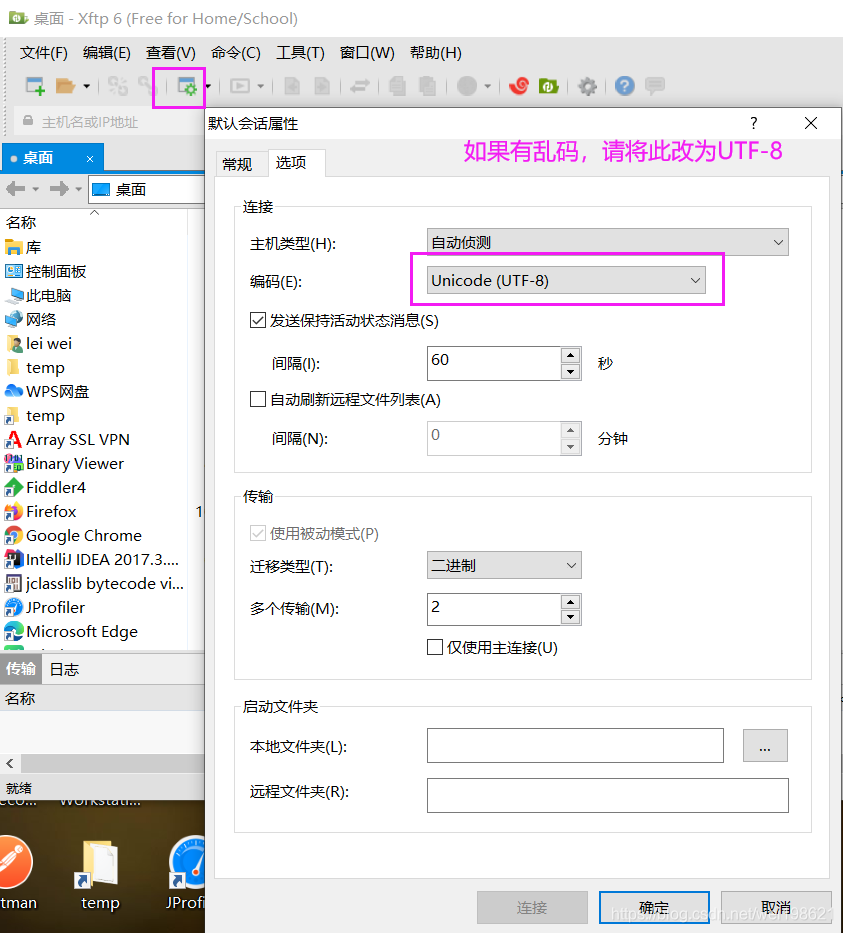 桌面 - Xftp 6 (Free for Home/School)
文件(F) 编辑(E) 查看(V) 命令(C) 工具(T) 窗口(W) 帮助(H)
主机名或IP地址
默认会话属性
?
如果有乱码，请将此改为UTF-8
桌面
常规 选项
桌面
名称
库
控制面板
此电脑
网络
lei wei
temp
WPS网盘
temp
Array SSL VPN
Binary Viewer
Fiddler4
Firefox
1
Google Chrome
IntelliJ IDEA 2017.3....
jclasslib bytecode vi...
JProfiler
Microsoft Edge
连接
主机类型(H): 自动侦测
编码(E): Unicode (UTF-8)
发送保持活动状态消息(S)
间隔(I): 60 秒
自动刷新远程文件列表(A)
间隔(N): 0 分钟
传输
使用被动模式(P)
迁移类型(T): 二进制
多个传输(M): 2
仅使用主连接(U)
启动文件夹
本地文件夹(L): ...
远程文件夹(R):
连接 确定 取消
传输 日志
名称
就绪
tman
temp
JProfi